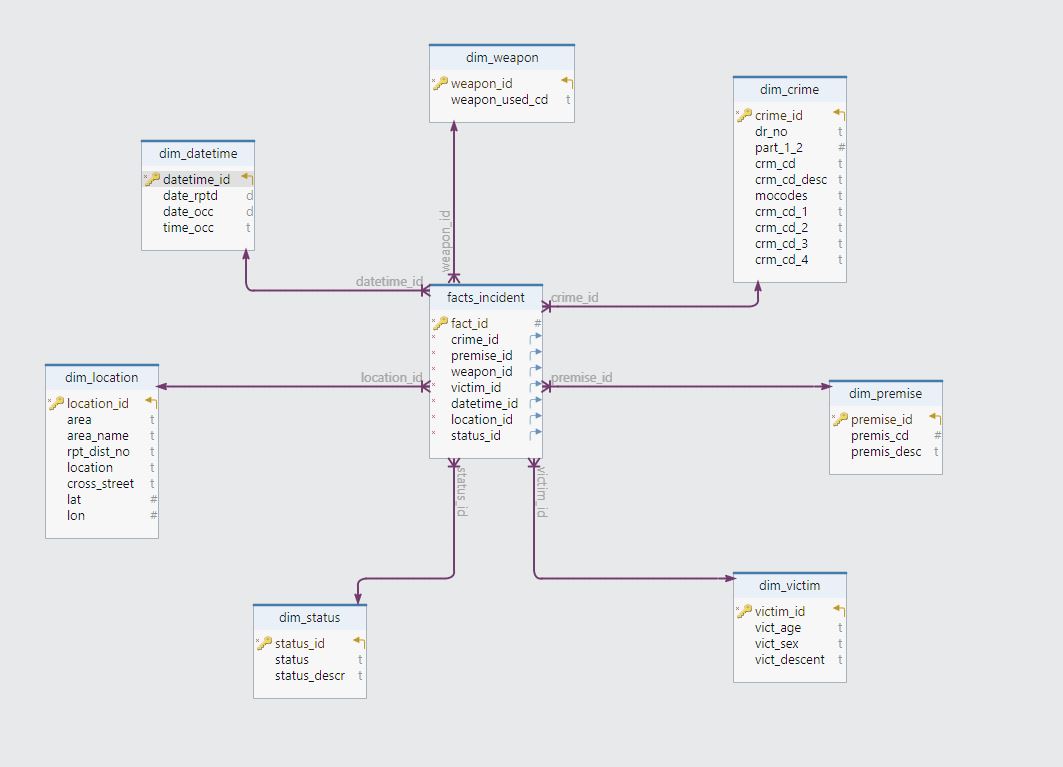 dim_weapon
weapon_id
weapon_used_cd t
dim_crime
crime_id
dr_no t
part_1_2 #
crm_cd t
crm_cd_desc t
mocodes t
crm_cd_1 t
crm_cd_2 t
crm_cd_3 t
crm_cd_4 t
dim_datetime
datetime_id
date_rptd d
date_occ d
time_occ t
weapon_id
datetime_id
crime_id
facts_incident
fact_id #
crime_id
premise_id
weapon_id
victim_id
datetime_id
location_id
status_id
location_id
premise_id
dim_location
location_id
area t
area_name t
rpt_dist_no t
location t
cross_street t
lat #
lon #
dim_premise
premise_id
premis_cd #
premis_desc t
status_id
victim_id
dim_status
status_id
status t
status_descr t
dim_victim
victim_id
vict_age t
vict_sex t
vict_descent t